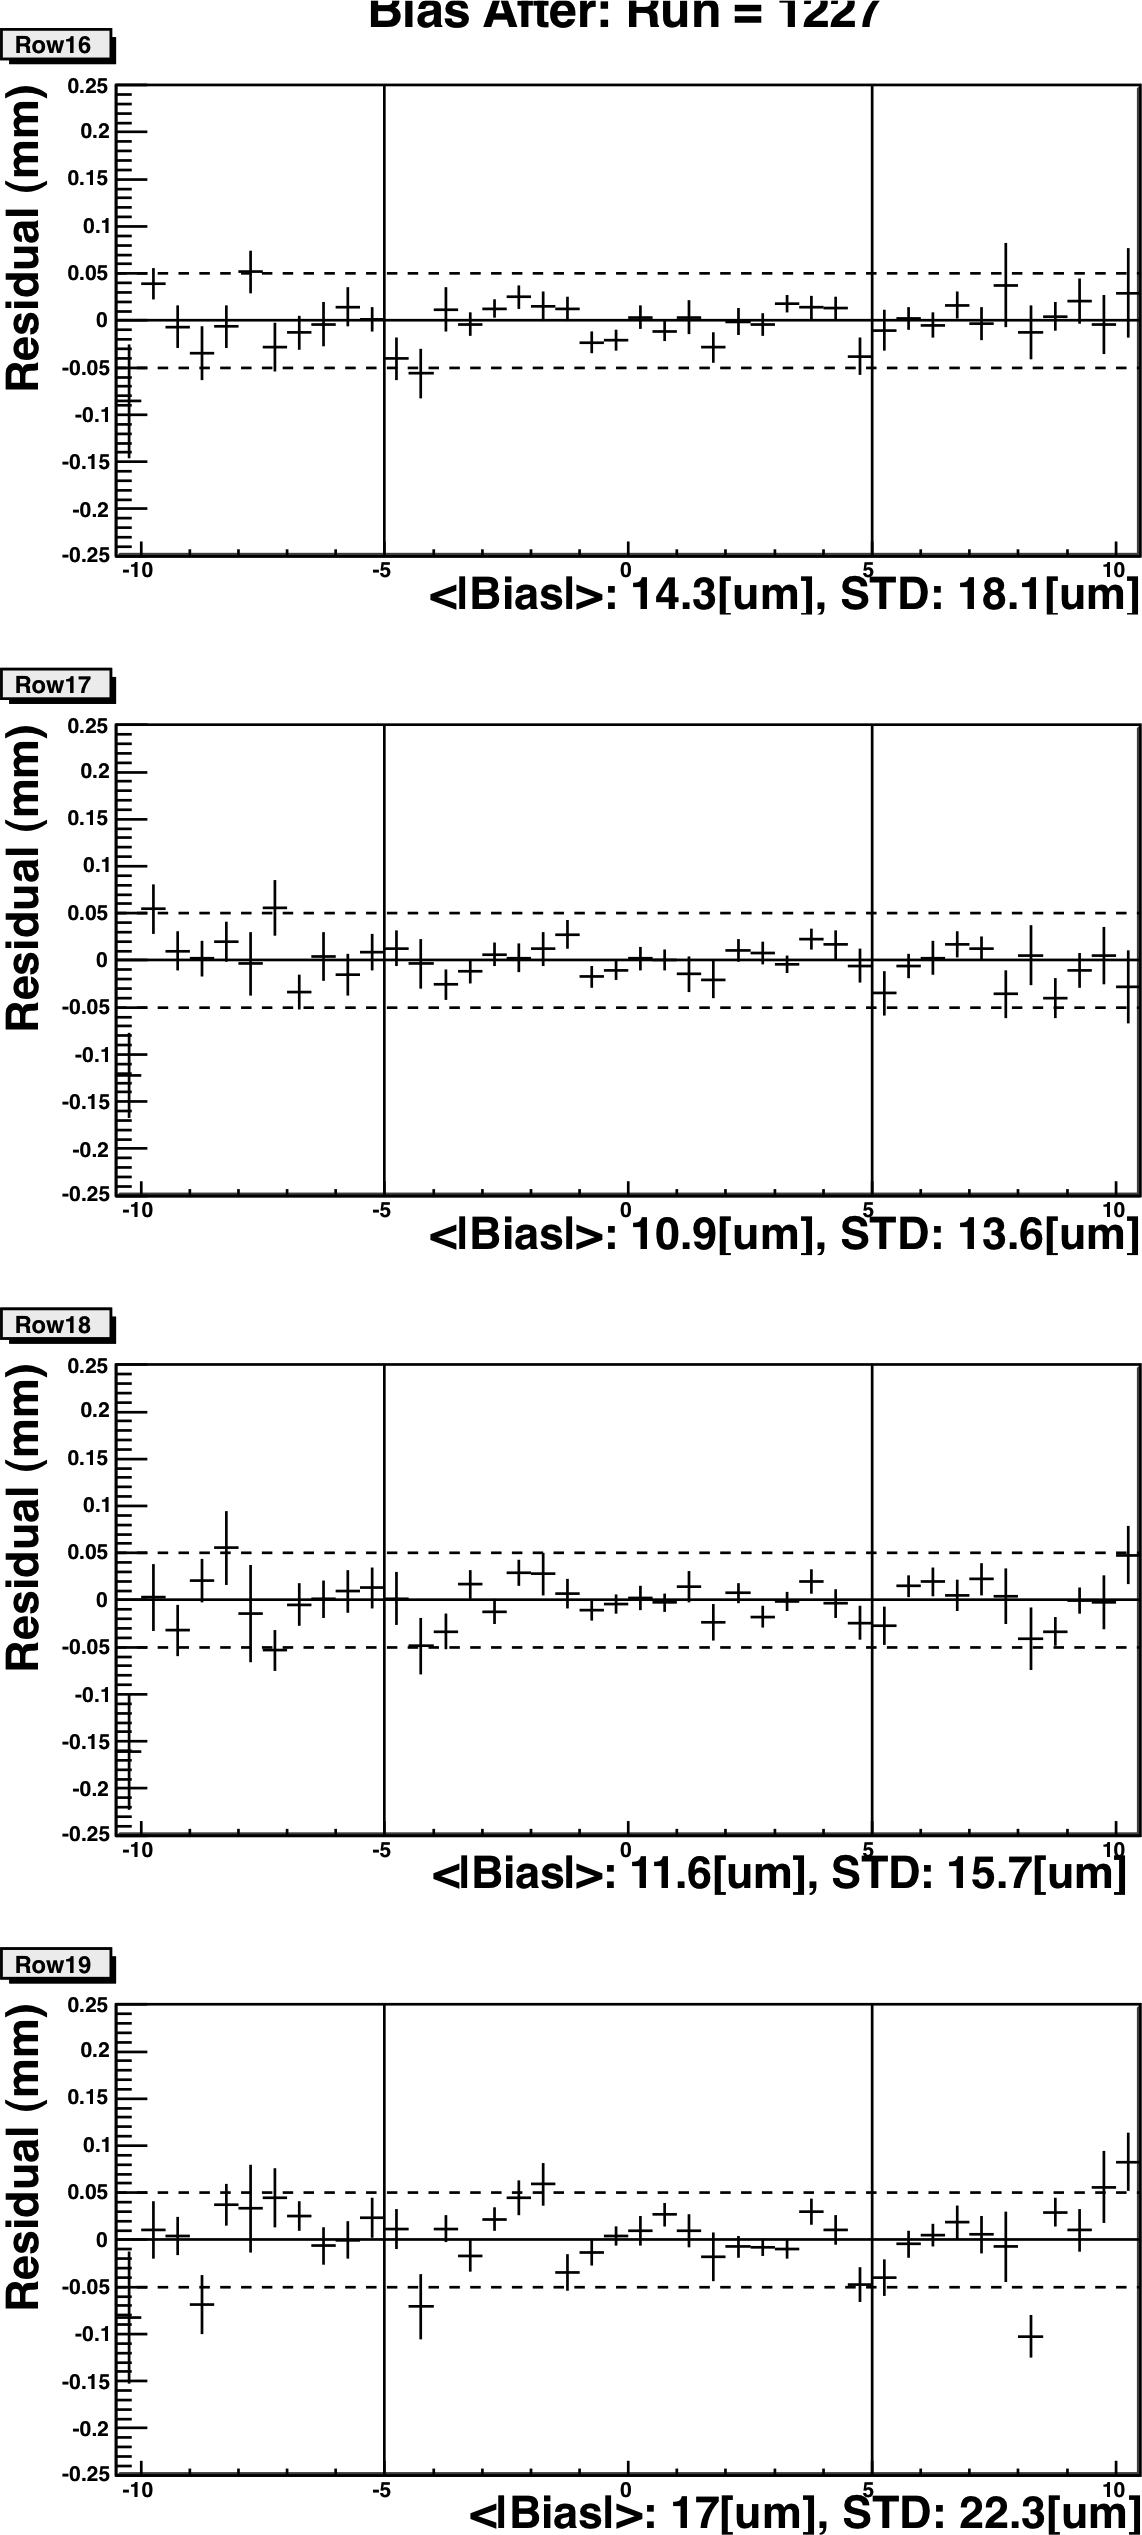 Bias After: Run = 1227
Row16
Residual (mm)
0.25
0.2
0.15
0.1
0.05
0
-0.05
-0.1
-0.15
-0.2
-0.25
-10 -5 0 5 10
<|Bias|>: 14.3[um], STD: 18.1[um]
Row17
Residual (mm)
0.25
0.2
0.15
0.1
0.05
0
-0.05
-0.1
-0.15
-0.2
-0.25
-10 -5 0 5 10
<|Bias|>: 10.9[um], STD: 13.6[um]
Row18
Residual (mm)
0.25
0.2
0.15
0.1
0.05
0
-0.05
-0.1
-0.15
-0.2
-0.25
-10 -5 0 5 10
<|Bias|>: 11.6[um], STD: 15.7[um]
Row19
Residual (mm)
0.25
0.2
0.15
0.1
0.05
0
-0.05
-0.1
-0.15
-0.2
-0.25
-10 -5 0 5 10
<|Bias|>: 17[um], STD: 22.3[um]